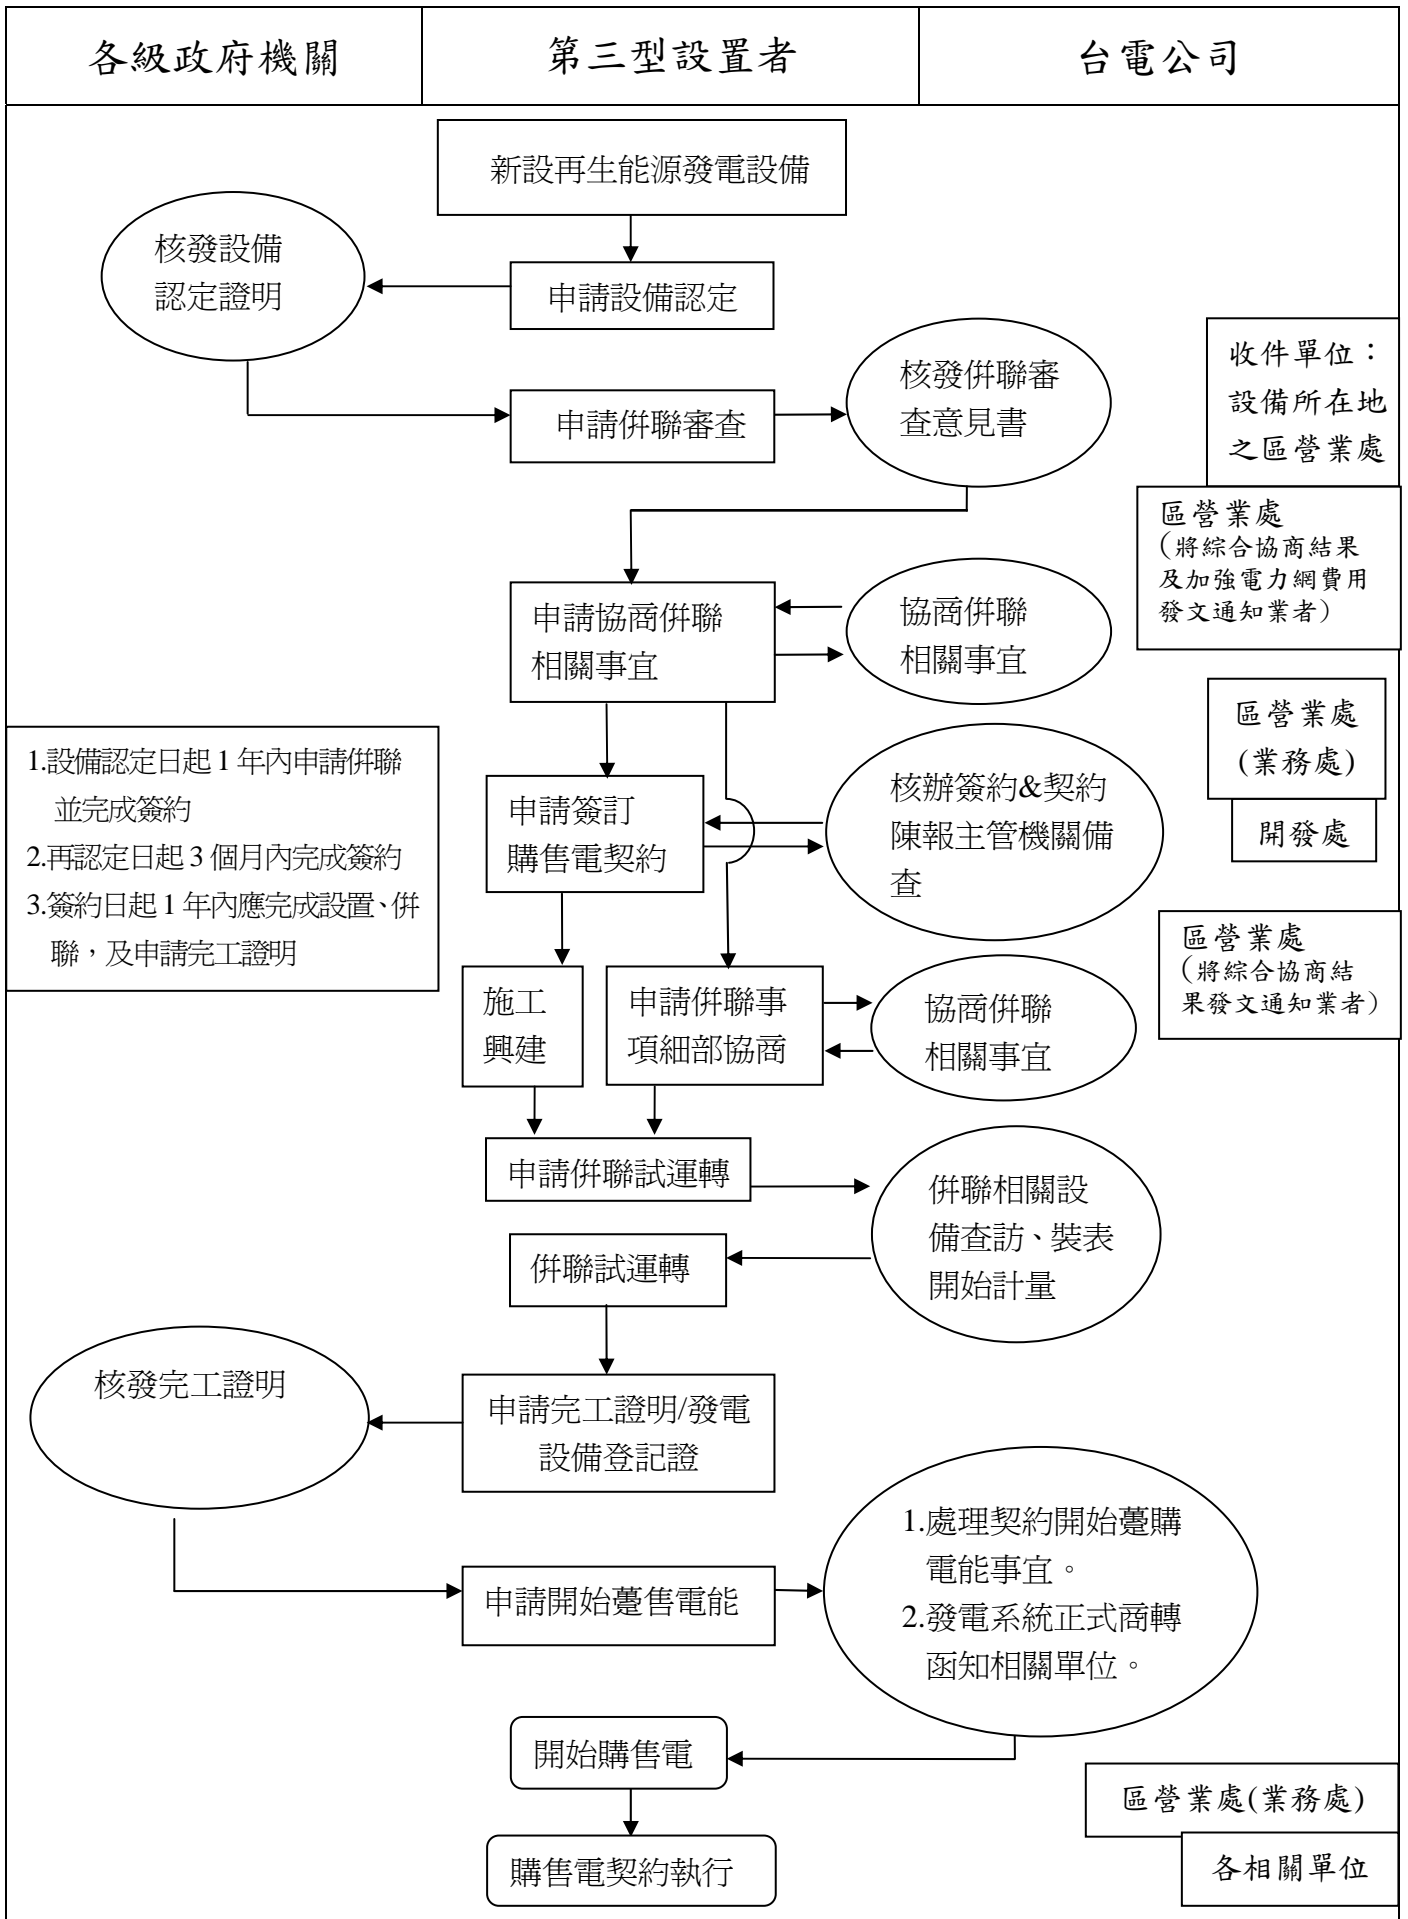 各級政府機關
第三型設置者
台電公司
新設再生能源發電設備
核發設備
認定證明
申請設備認定
收件單位：
設備所在地
之區營業處
核發併聯審
查意見書
申請併聯審查
區營業處
（將綜合協商結果
及加強電力網費用
發文通知業者）
申請協商併聯
相關事宜
協商併聯
相關事宜
區營業處
(業務處)
開發處
1.設備認定日起 1 年內申請併聯
並完成簽約
2.再認定日起 3 個月內完成簽約
3.簽約日起 1 年內應完成設置、併
聯，及申請完工證明
申請簽訂
購售電契約
核辦簽約&契約
陳報主管機關備
查
區營業處
（將綜合協商結
果發文通知業者）
施工
興建
申請併聯事
項細部協商
協商併聯
相關事宜
申請併聯試運轉
併聯相關設
備查訪、裝表
開始計量
併聯試運轉
核發完工證明
申請完工證明/發電
設備登記證
1.處理契約開始躉購
電能事宜。
2.發電系統正式商轉
函知相關單位。
申請開始躉售電能
開始購售電
區營業處(業務處)
各相關單位
購售電契約執行